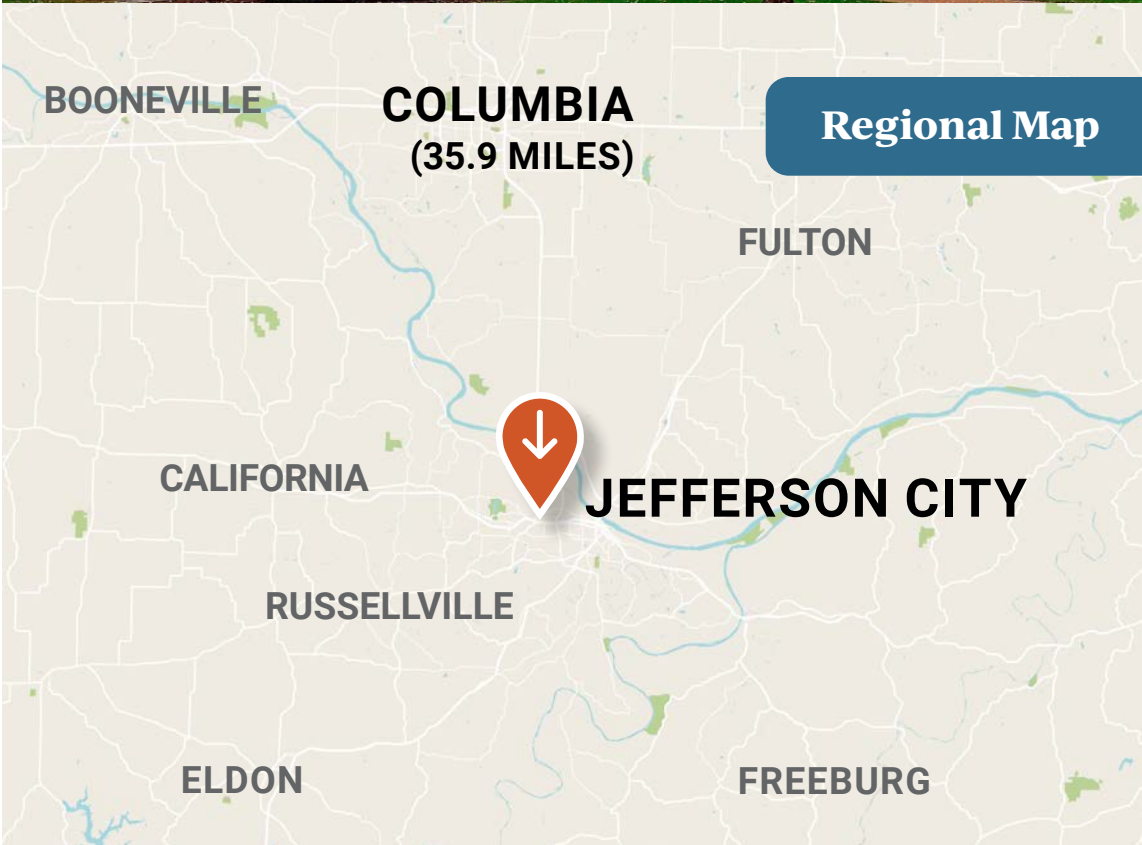 BOONEVILLE
COLUMBIA
(35.9 MILES)
Regional Map
FULTON
CALIFORNIA
JEFFERSON CITY
RUSSELLVILLE
ELDON
FREEBURG